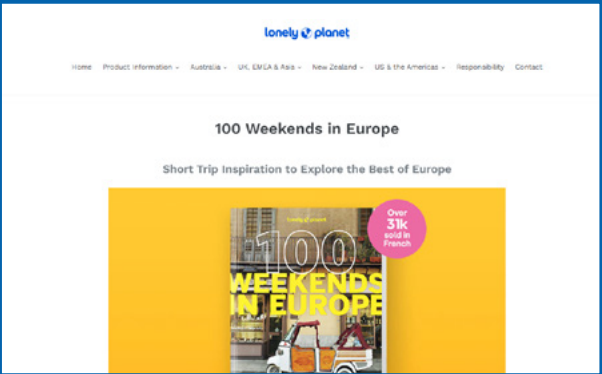 lonely planet
Home Product Information Australia UK, EMEA & Asia New Zealand US & the Americas Responsibility Contact
100 Weekends in Europe
Short Trip Inspiration to Explore the Best of Europe
Over
31k
sold in
French
lonely planet
100
WEEKENDS
IN EUROPE